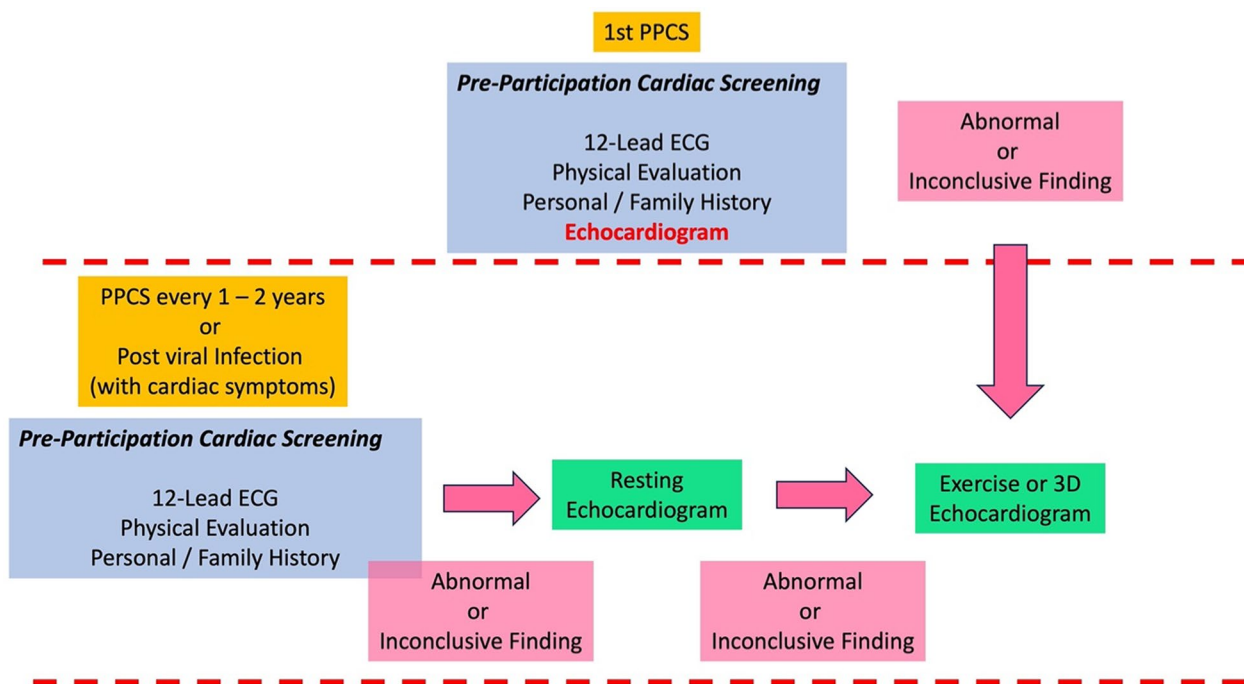 1st PPCS
Pre-Participation Cardiac Screening
12-Lead ECG
Physical Evaluation
Personal / Family History
Echocardiogram
Abnormal
or
Inconclusive Finding
PPCS every 1 – 2 years
or
Post viral Infection
(with cardiac symptoms)
Pre-Participation Cardiac Screening
12-Lead ECG
Physical Evaluation
Personal / Family History
Abnormal
or
Inconclusive Finding
Resting
Echocardiogram
Abnormal
or
Inconclusive Finding
Exercise or 3D
Echocardiogram